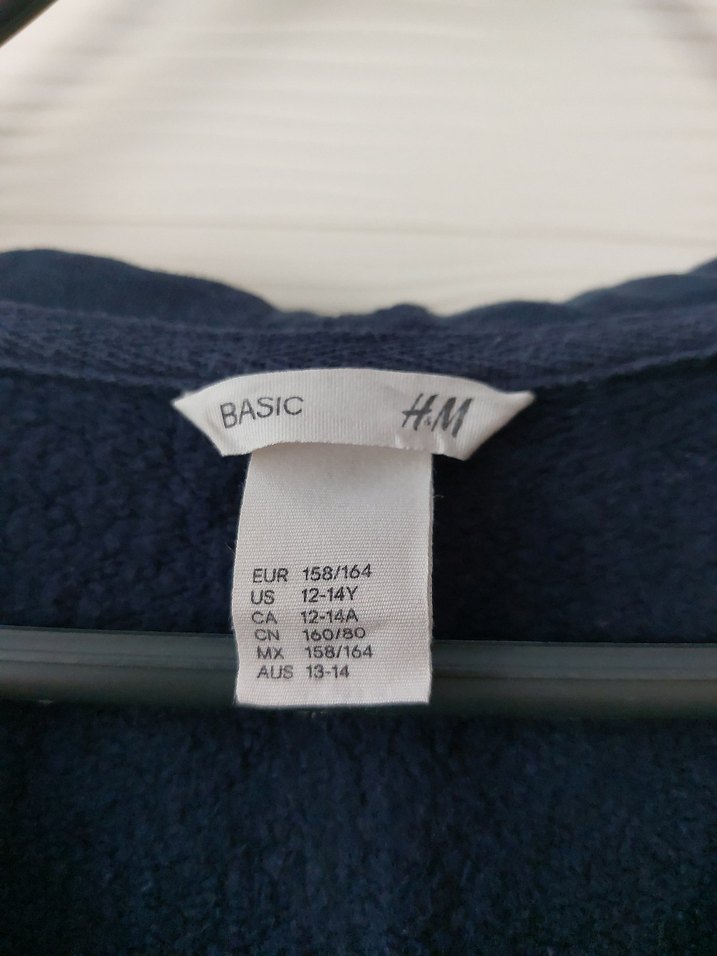 BASIC H&M
EUR 158/164
US 12-14Y
CA 12-14A
CN 160/80
MX 158/164
AUS 13-14